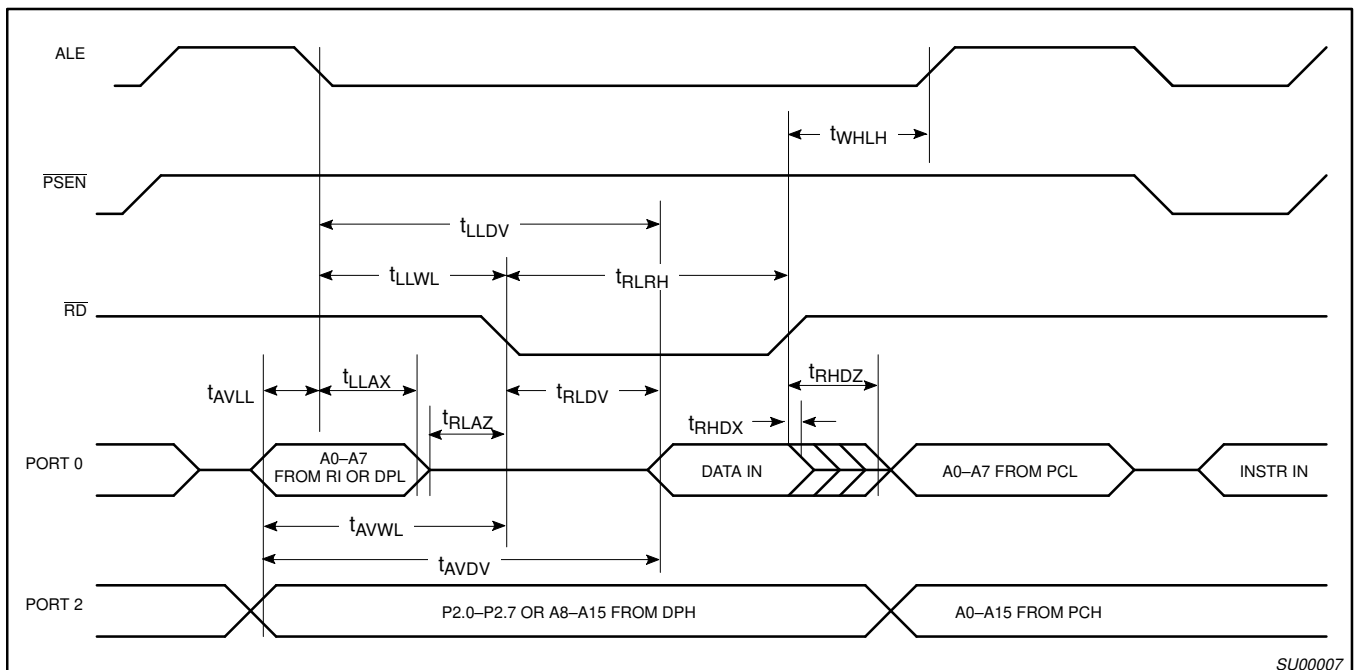 ALE
tWHLH
PSEN
tLLDV
tLLWL
tRLRH
RD
tAVLL
tLLAX
tRLAZ
tRLDV
tRHDZ
tRHDX
PORT 0
A0–A7
FROM RI OR DPL
DATA IN
A0–A7 FROM PCL
INSTR IN
tAVWL
tAVDV
PORT 2
P2.0–P2.7 OR A8–A15 FROM DPH
A0–A15 FROM PCH
SU00007